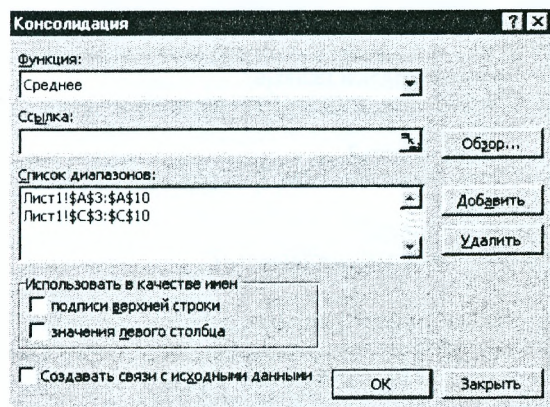 Консолидация
Функция:
Среднее
Ссылка:
Обзор...
Список диапазонов:
Лист1!$A$3:$A$10
Лист1!$C$3:$C$10
Добавить
Удалить
Использовать в качестве имен
подписи верхней строки
значения левого столбца
Создавать связи с исходными данными
ОК
Закрыть